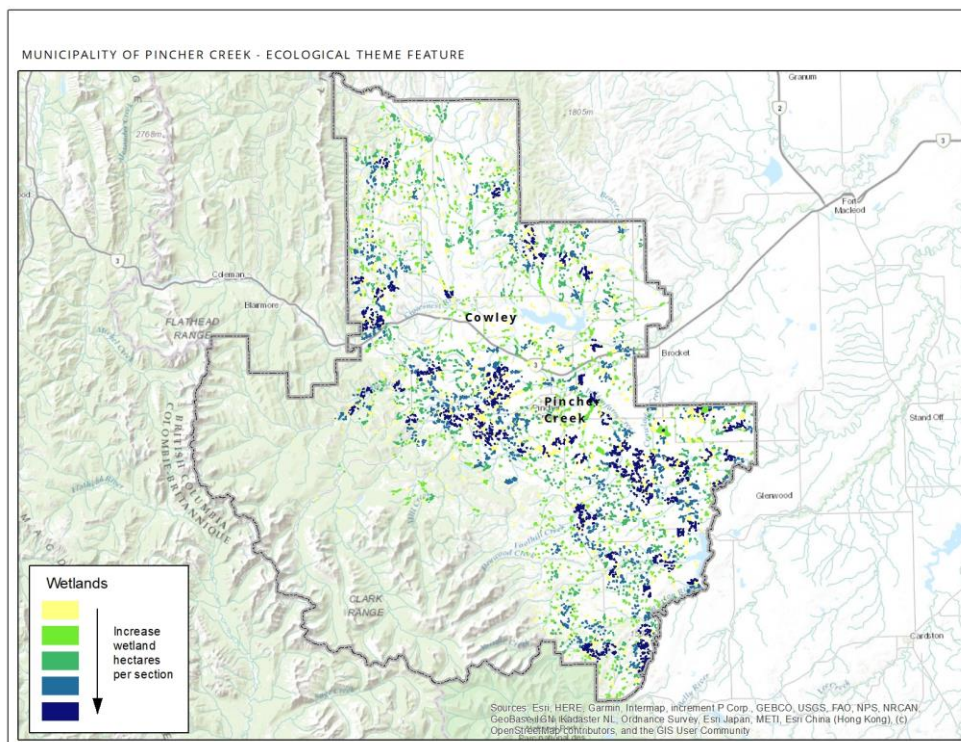 MUNICIPALITY OF PINCHER CREEK - ECOLOGICAL THEME FEATURE
Granum
1805m
2
2768m
3
Fort
Macleod
3
Coleman
Blairmore
Cowley
FLATHEAD
RANGE
3
Brocket
Pincher
Creek
Stand Off
BRITISH COLUMBIA
COLOMBIE-BRITANNIQUE
Glenwood
Foothill Creek
CLARK
RANGE
Cardston
Wetlands
Increase
wetland
hectares
per section
Sources: Esri, HERE, Garmin, Intermap, increment P Corp., GEBCO, USGS, FAO, NPS, NRCAN,
GeoBase, IGN, Kadaster NL, Ordnance Survey, Esri Japan, METI, Esri China (Hong Kong), (c)
OpenStreetMap contributors, and the GIS User Community